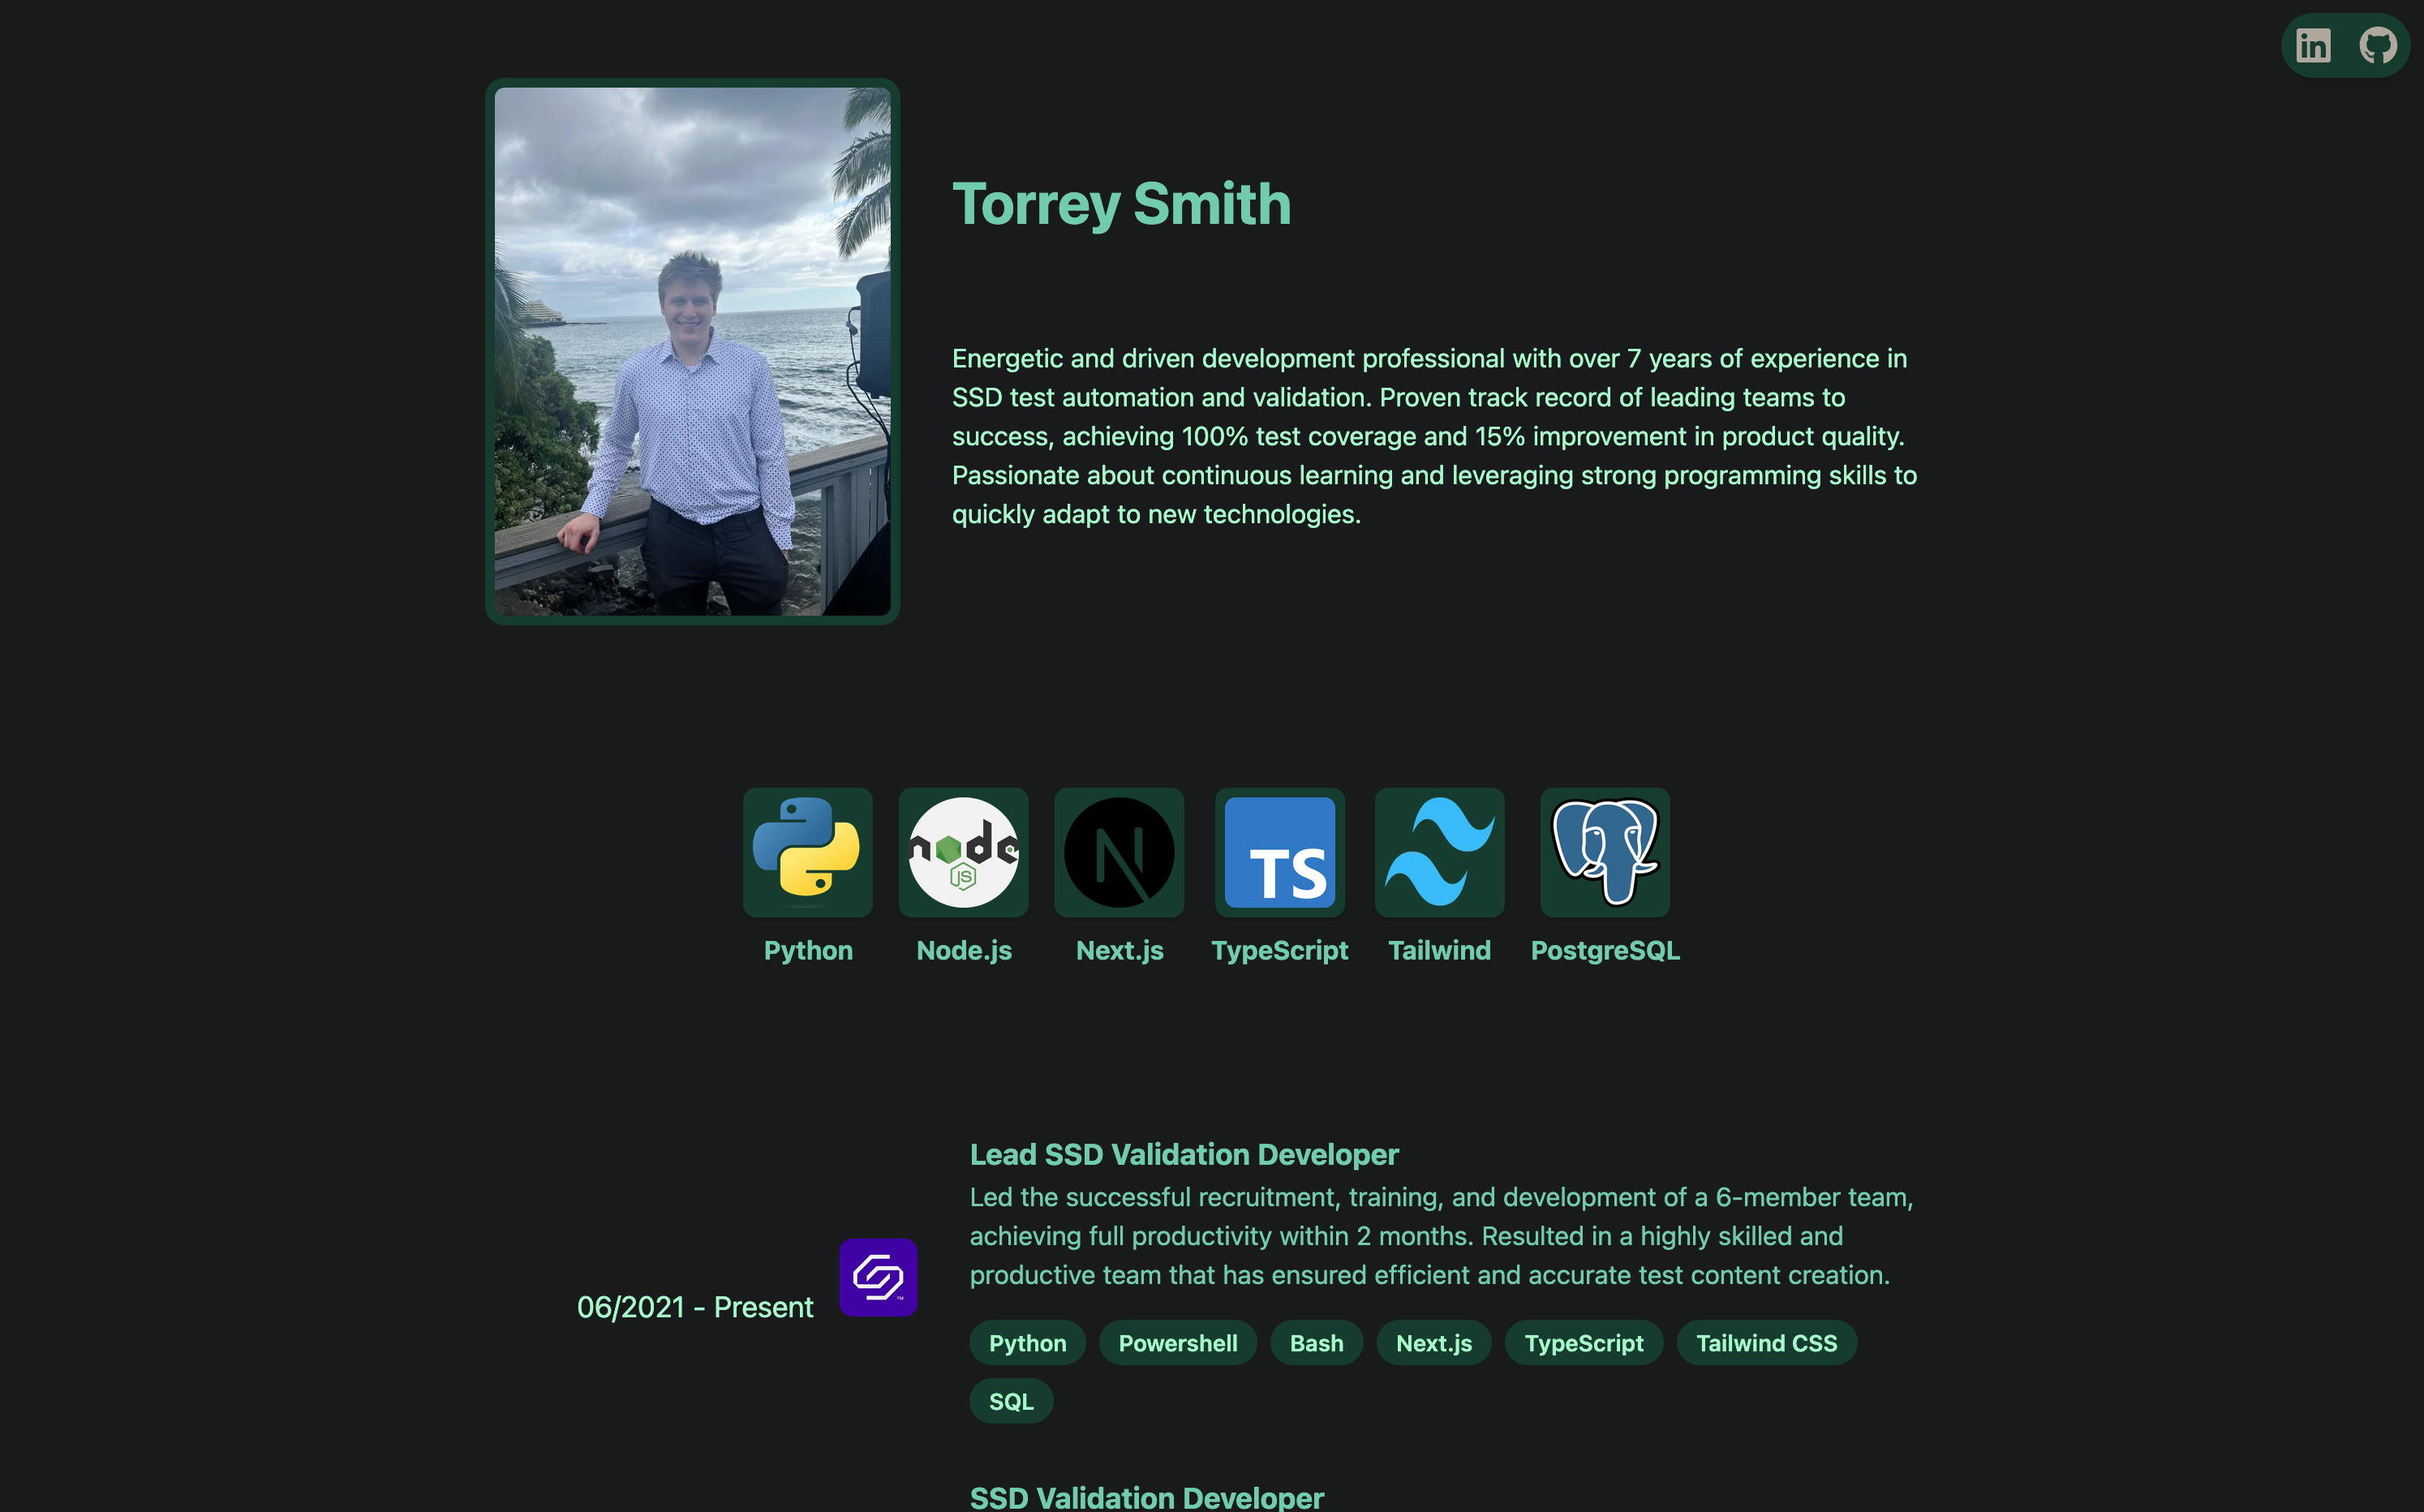 in
Torrey Smith
Energetic and driven development professional with over 7 years of experience in
SSD test automation and validation. Proven track record of leading teams to
success, achieving 100% test coverage and 15% improvement in product quality.
Passionate about continuous learning and leveraging strong programming skills to
quickly adapt to new technologies.
node
JS
N
TS
Python
Node.js
Next.js
TypeScript
Tailwind
PostgreSQL
Lead SSD Validation Developer
Led the successful recruitment, training, and development of a 6-member team,
achieving full productivity within 2 months. Resulted in a highly skilled and
productive team that has ensured efficient and accurate test content creation.
06/2021 - Present
TM
Python
Powershell
Bash
Next.js
TypeScript
Tailwind CSS
SQL
SSD Validation Developer